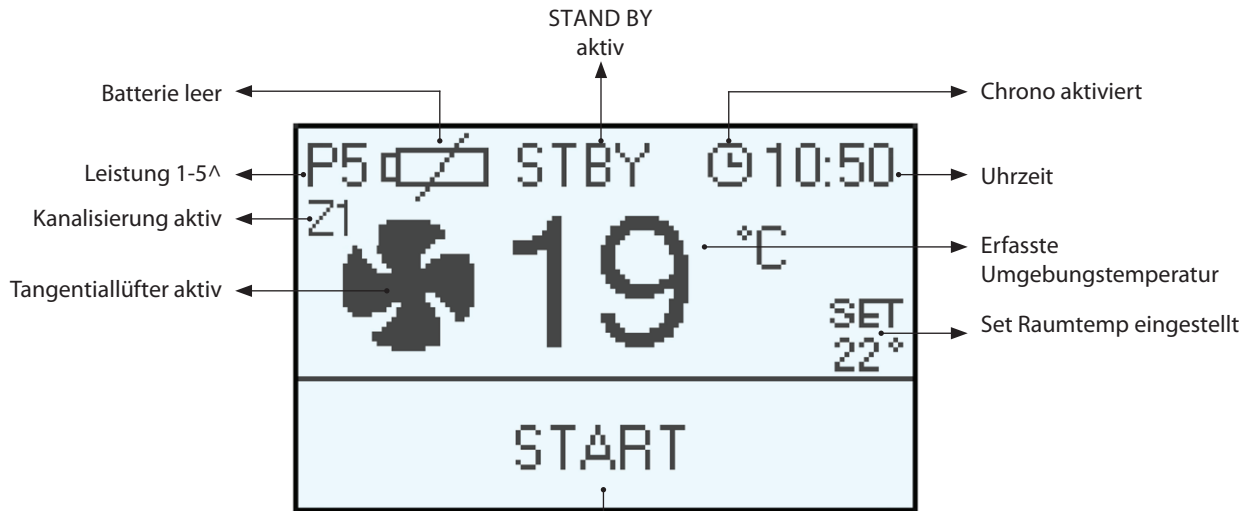 STAND BY
aktiv
Batterie leer
Chrono aktiviert
P5 STBY 10:50
Leistung 1-5^
Uhrzeit
Kanalisierung aktiv
Z1
19 °C
Erfasste
Umgebungstemperatur
Tangentiallüfter aktiv
SET
22°
Set Raumtemp eingestellt
START